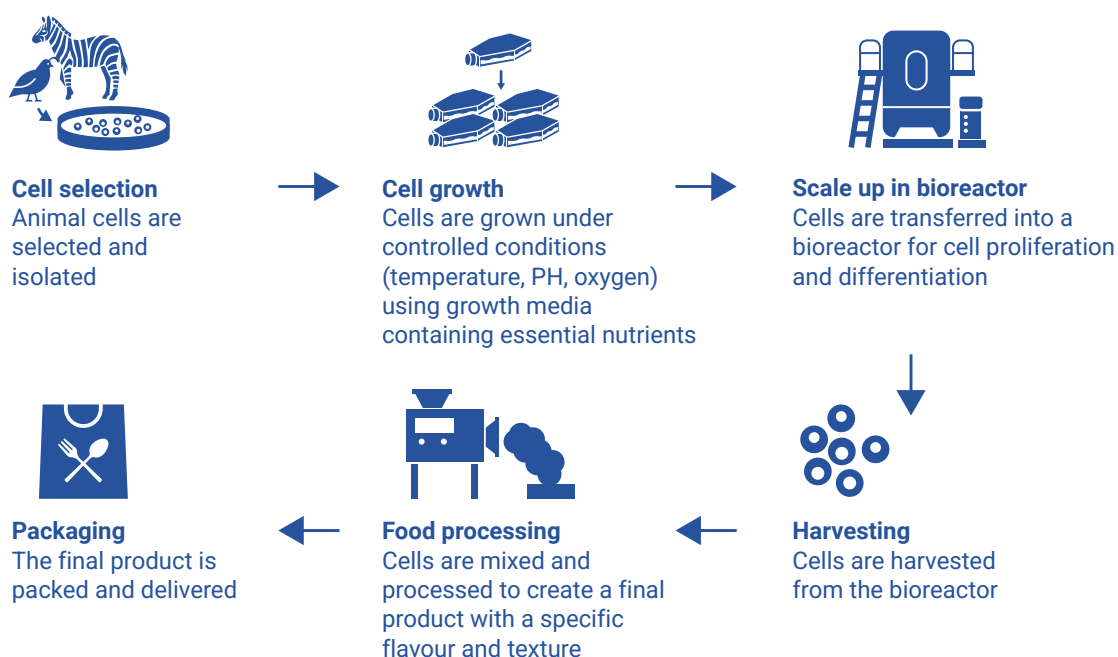 Cell selection
Animal cells are
selected and
isolated
Cell growth
Cells are grown under
controlled conditions
(temperature, PH, oxygen)
using growth media
containing essential nutrients
Scale up in bioreactor
Cells are transferred into a
bioreactor for cell proliferation
and differentiation
Harvesting
Cells are harvested
from the bioreactor
Food processing
Cells are mixed and
processed to create a final
product with a specific
flavour and texture
Packaging
The final product is
packed and delivered